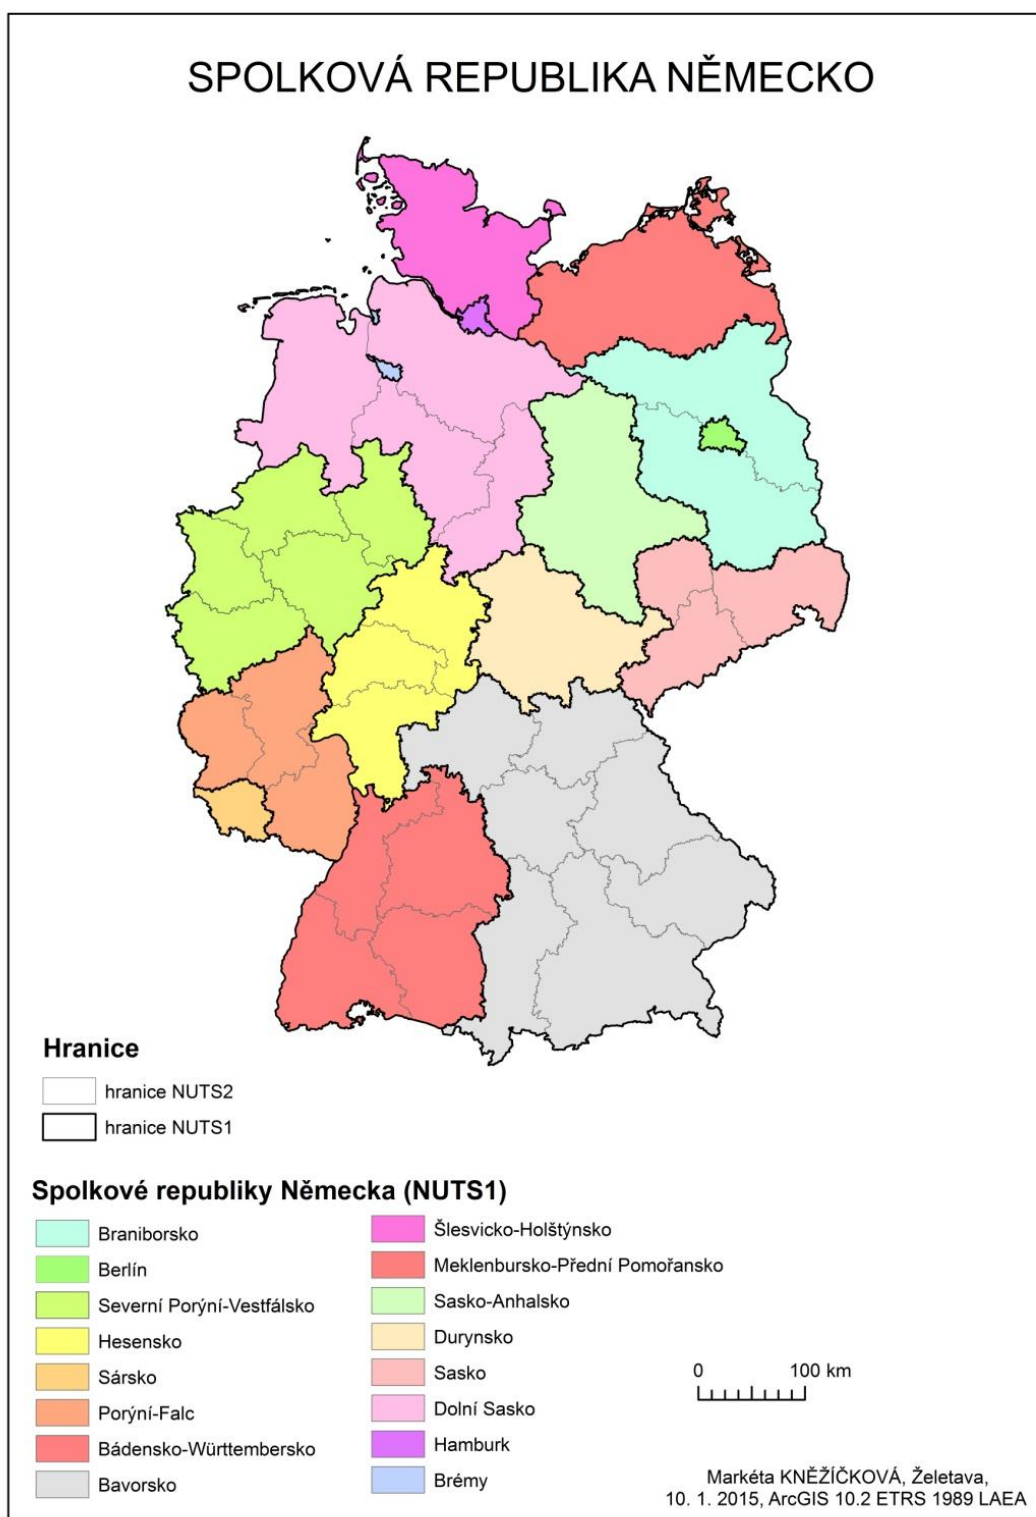 SPOLKOVÁ REPUBLIKA NĚMECKO
Hranice
hranice NUTS2
hranice NUTS1
Spolkové republiky Německa (NUTS1)
Braniborsko
Berlín
Severní Porýní-Vestfálsko
Hesensko
Sársko
Porýní-Falc
Bádensko-Württembersko
Bavorsko
Šlesvicko-Holštýnsko
Meklenbursko-Přední Pomořansko
Sasko-Anhalsko
Durynsko
Sasko
Dolní Sasko
Hamburk
Brémy
0 100 km
Markéta KNĚŽÍČKOVÁ, Želetava,
10. 1. 2015, ArcGIS 10.2 ETRS 1989 LAEA